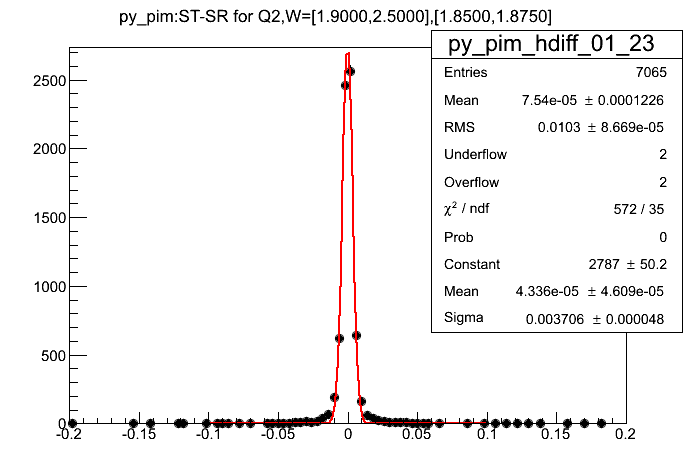 py_pim:ST-SR for Q2,W=[1.9000,2.5000],[1.8500,1.8750]
py_pim_hdiff_01_23
Entries 7065
Mean 7.54e-05 ± 0.0001226
RMS 0.0103 ± 8.669e-05
Underflow 2
Overflow 2
χ² / ndf 572 / 35
Prob 0
Constant 2787 ± 50.2
Mean 4.336e-05 ± 4.609e-05
Sigma 0.003706 ± 0.000048
2500
2000
1500
1000
500
0
-0.2 -0.15 -0.1 -0.05 0 0.05 0.1 0.15 0.2